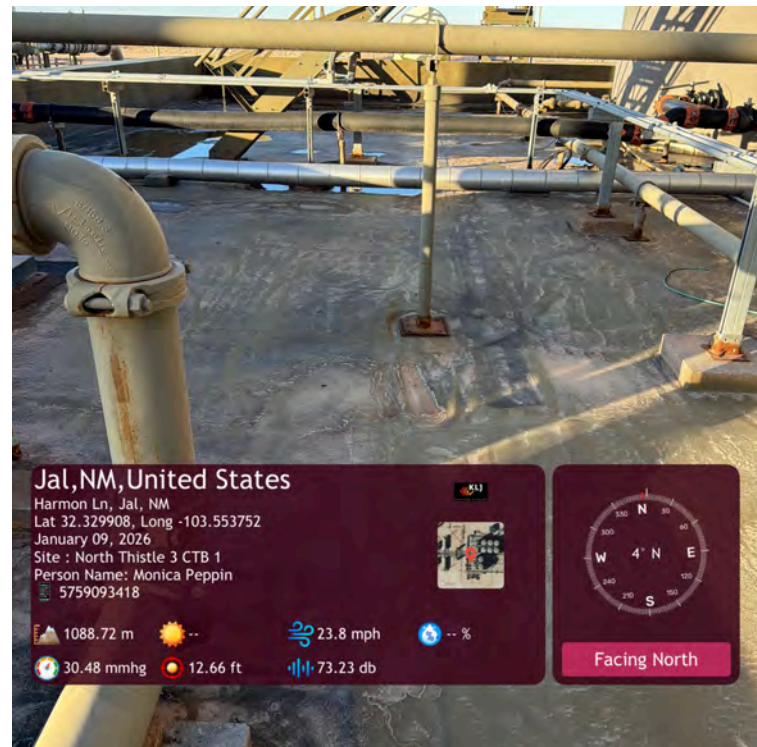 Jal,NM,United States
Harmon Ln, Jal, NM
Lat 32.329908, Long -103.553752
January 09, 2026
Site : North Thistle 3 CTB 1
Person Name: Monica Peppin
5759093418
KLJ
1088.72 m
--
23.8 mph
-- %
30.48 mmhg
12.66 ft
73.23 db
N
30
60
E
120
150
S
210
240
W
300
330
4° N
Facing North